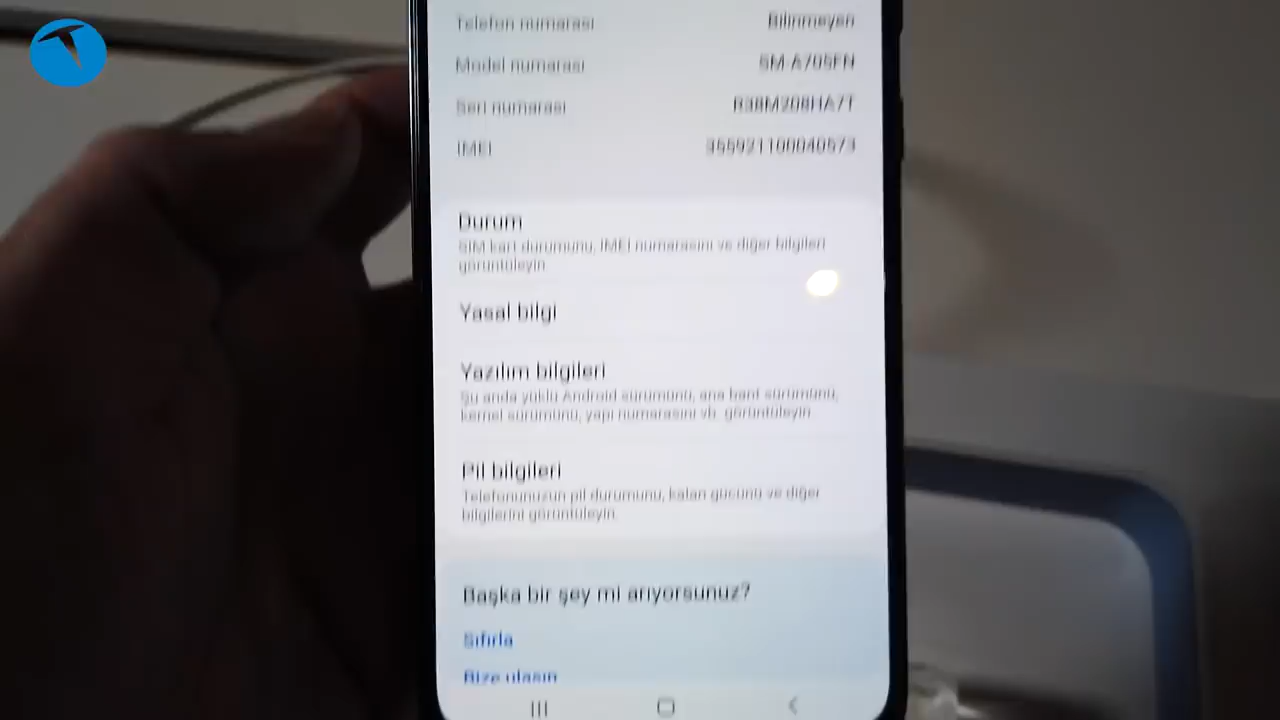 Telefon numarası Bilinmeyen
Model numarası SM-A705FN
Seri numarası R38M208HA7T
IMEI 355921100040573
Durum
SIM kart durumunu, IMEI numarasını ve diğer bilgileri
görüntüleyin.
Yasal bilgi
Yazılım bilgileri
Şu anda yüklü Android sürümünü, ana bant sürümünü,
kernel sürümünü, yapı numarasını vb. görüntüleyin.
Pil bilgileri
Telefonunuzun pil durumunu, kalan gücünü ve diğer
bilgilerini görüntüleyin.
Başka bir şey mi arıyorsunuz?
Sıfırla
Bize ulaşın